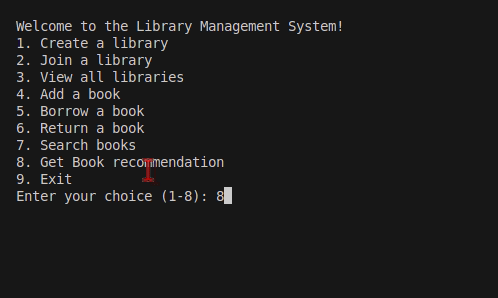 Welcome to the Library Management System!
1. Create a library
2. Join a library
3. View all libraries
4. Add a book
5. Borrow a book
6. Return a book
7. Search books
8. Get Book recommendation
9. Exit
Enter your choice (1-8): 8